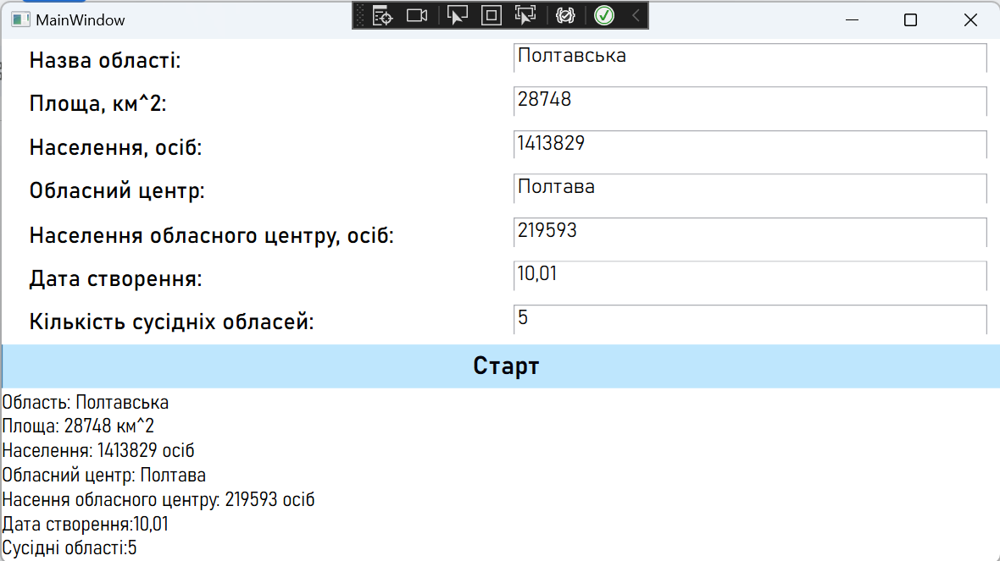 MainWindow
Назва області: Полтавська
Площа, км^2: 28748
Населення, осіб: 1413829
Обласний центр: Полтава
Населення обласного центру, осіб: 219593
Дата створення: 10,01
Кількість сусідніх обласей: 5
Старт
Область: Полтавська
Площа: 28748 км^2
Населення: 1413829 осіб
Обласний центр: Полтава
Насення обласного центру: 219593 осіб
Дата створення:10,01
Сусідні області:5